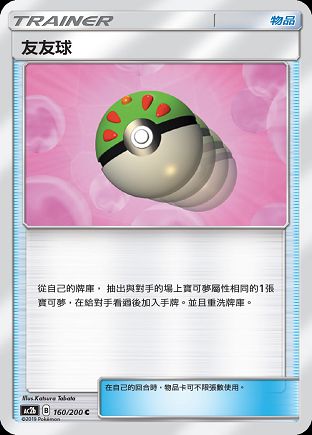 TRAINER
物品
友友球
從自己的牌庫, 抽出與對手的場上寶可夢屬性相同的1張
寶可夢,在給對手看過後加入手牌。並且重洗牌庫。
Illus.Katsura Tabata
AC2b B 160/200 C
©2019 Pokémon
在自己的回合時,物品卡可不限張數使用。